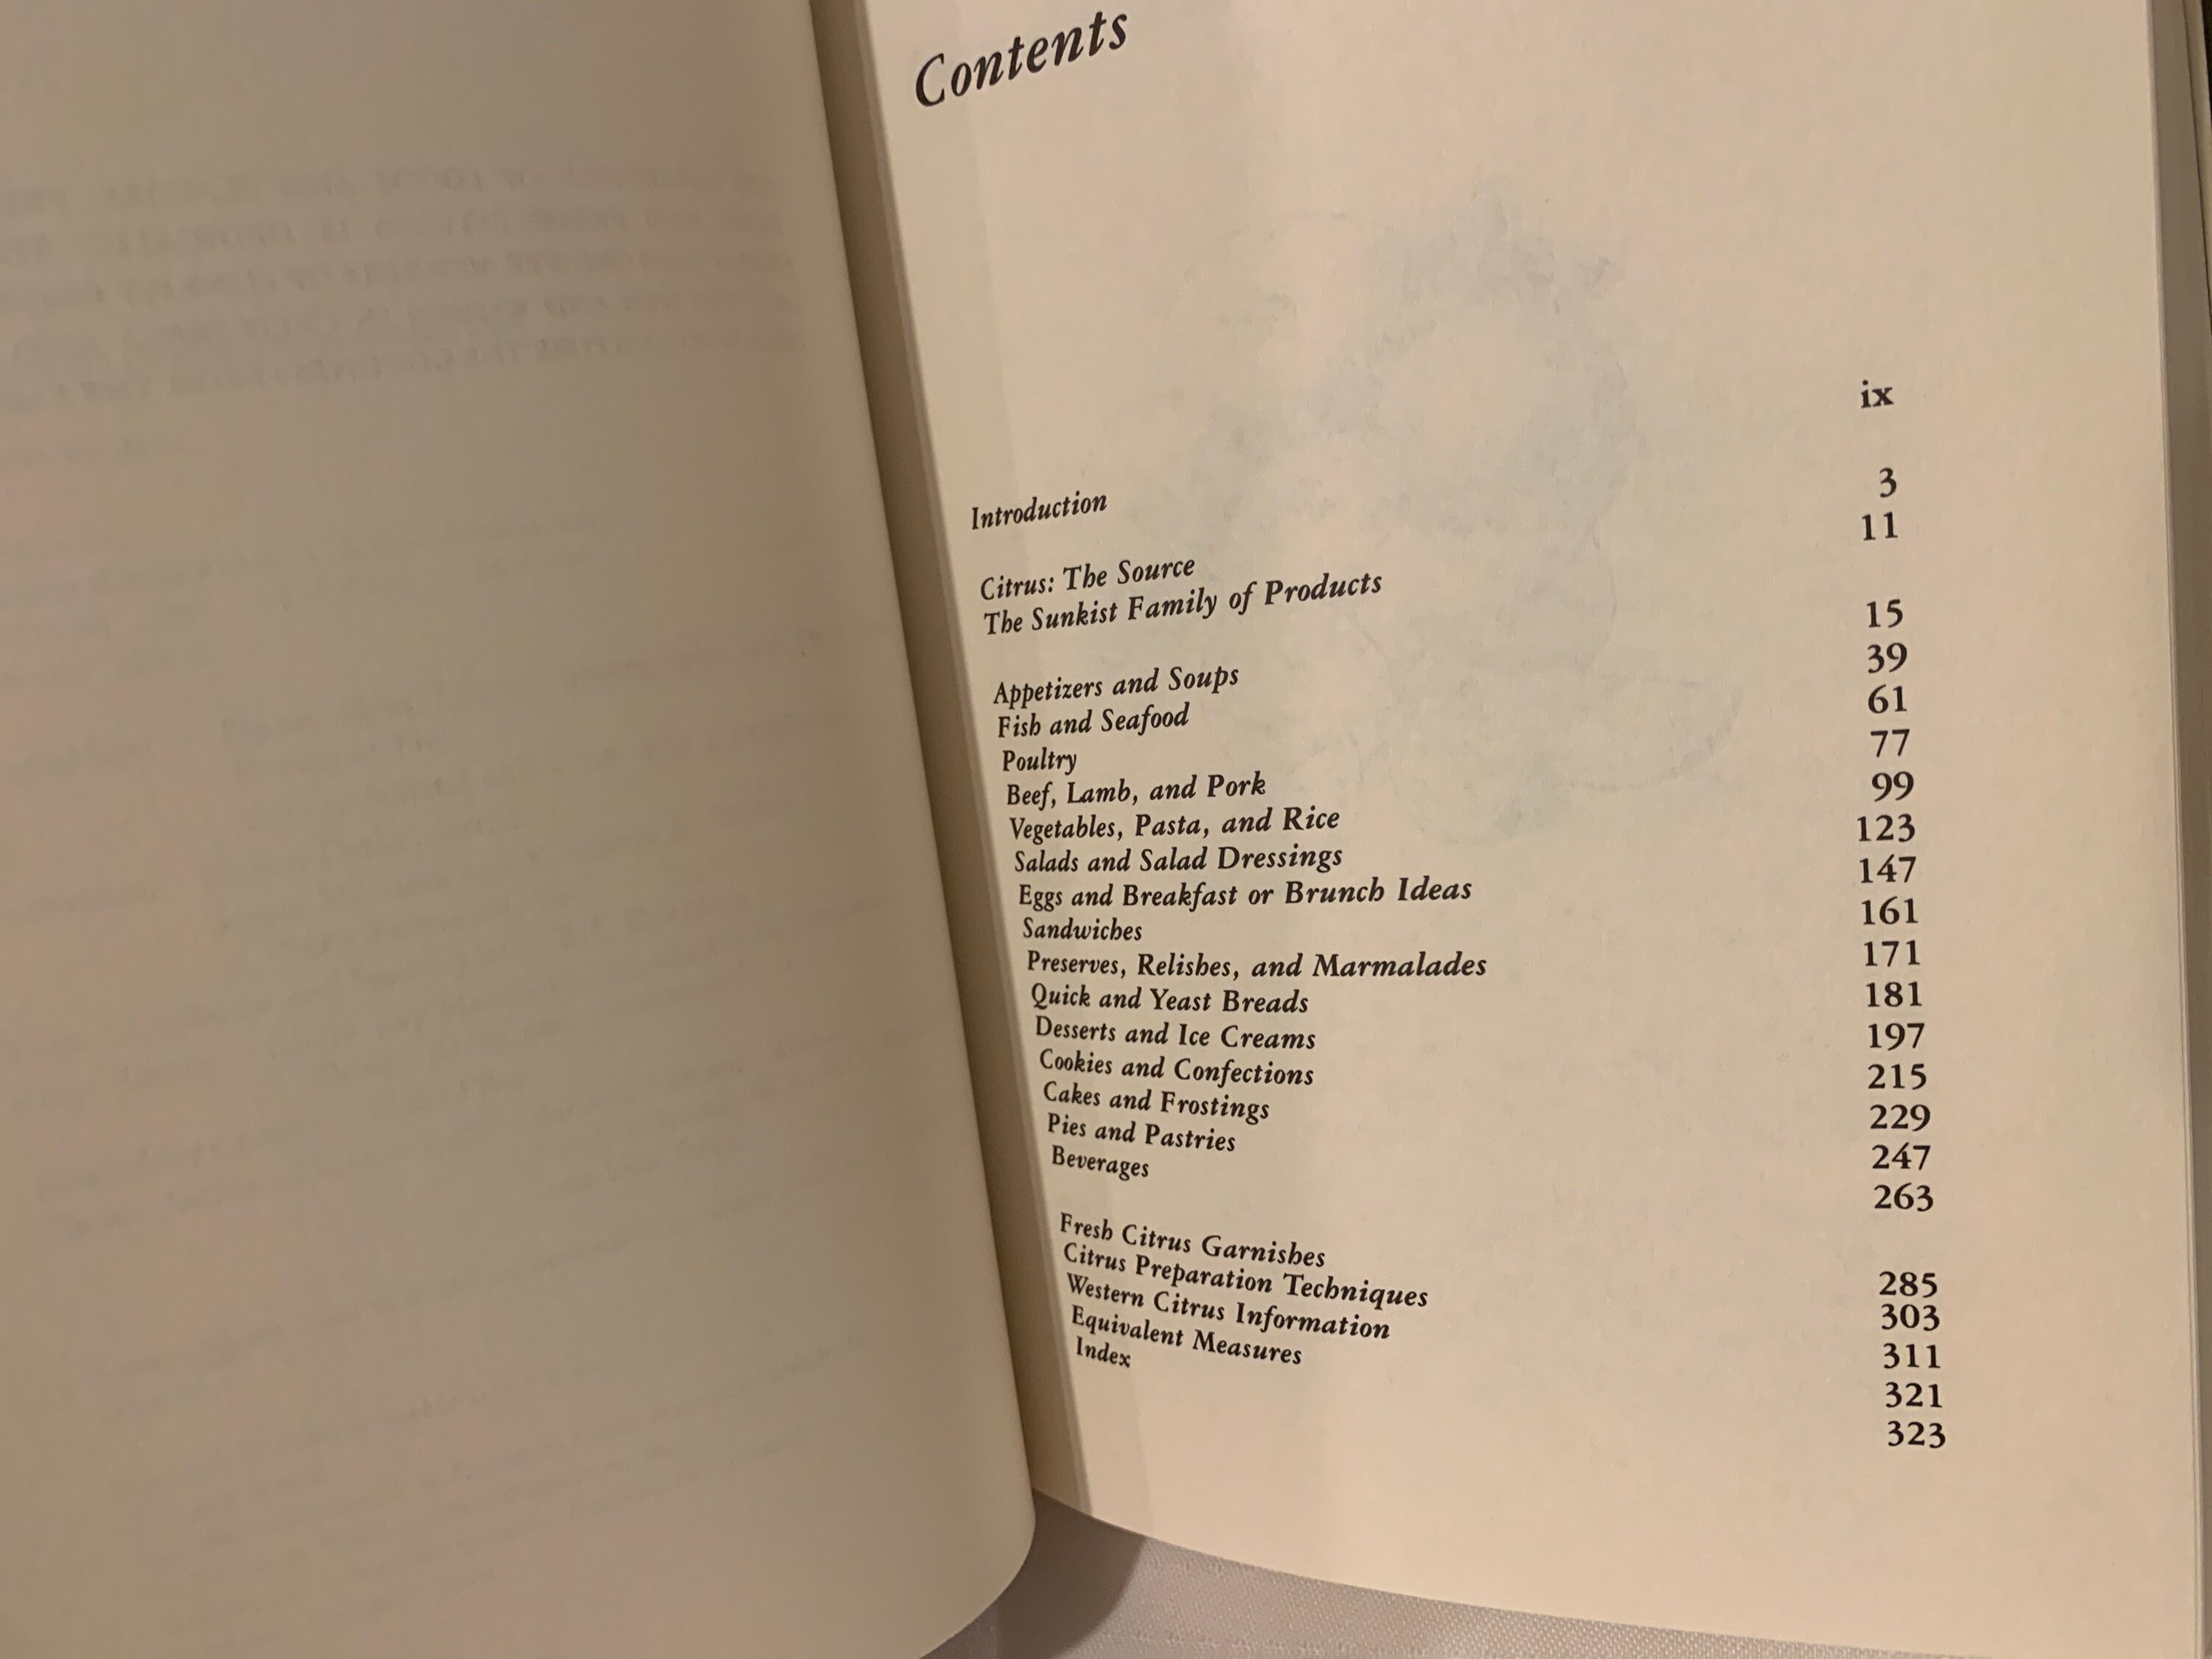 Contents
Introduction ix
Citrus: The Source 3
The Sunkist Family of Products 11
Appetizers and Soups 15
Fish and Seafood 39
Poultry 61
Beef, Lamb, and Pork 77
Vegetables, Pasta, and Rice 99
Salads and Salad Dressings 123
Eggs and Breakfast or Brunch Ideas 147
Sandwiches 161
Preserves, Relishes, and Marmalades 171
Quick and Yeast Breads 181
Desserts and Ice Creams 197
Cookies and Confections 215
Cakes and Frostings 229
Pies and Pastries 247
Beverages 263
Fresh Citrus Garnishes 285
Citrus Preparation Techniques 303
Western Citrus Information 311
Equivalent Measures 321
Index 323